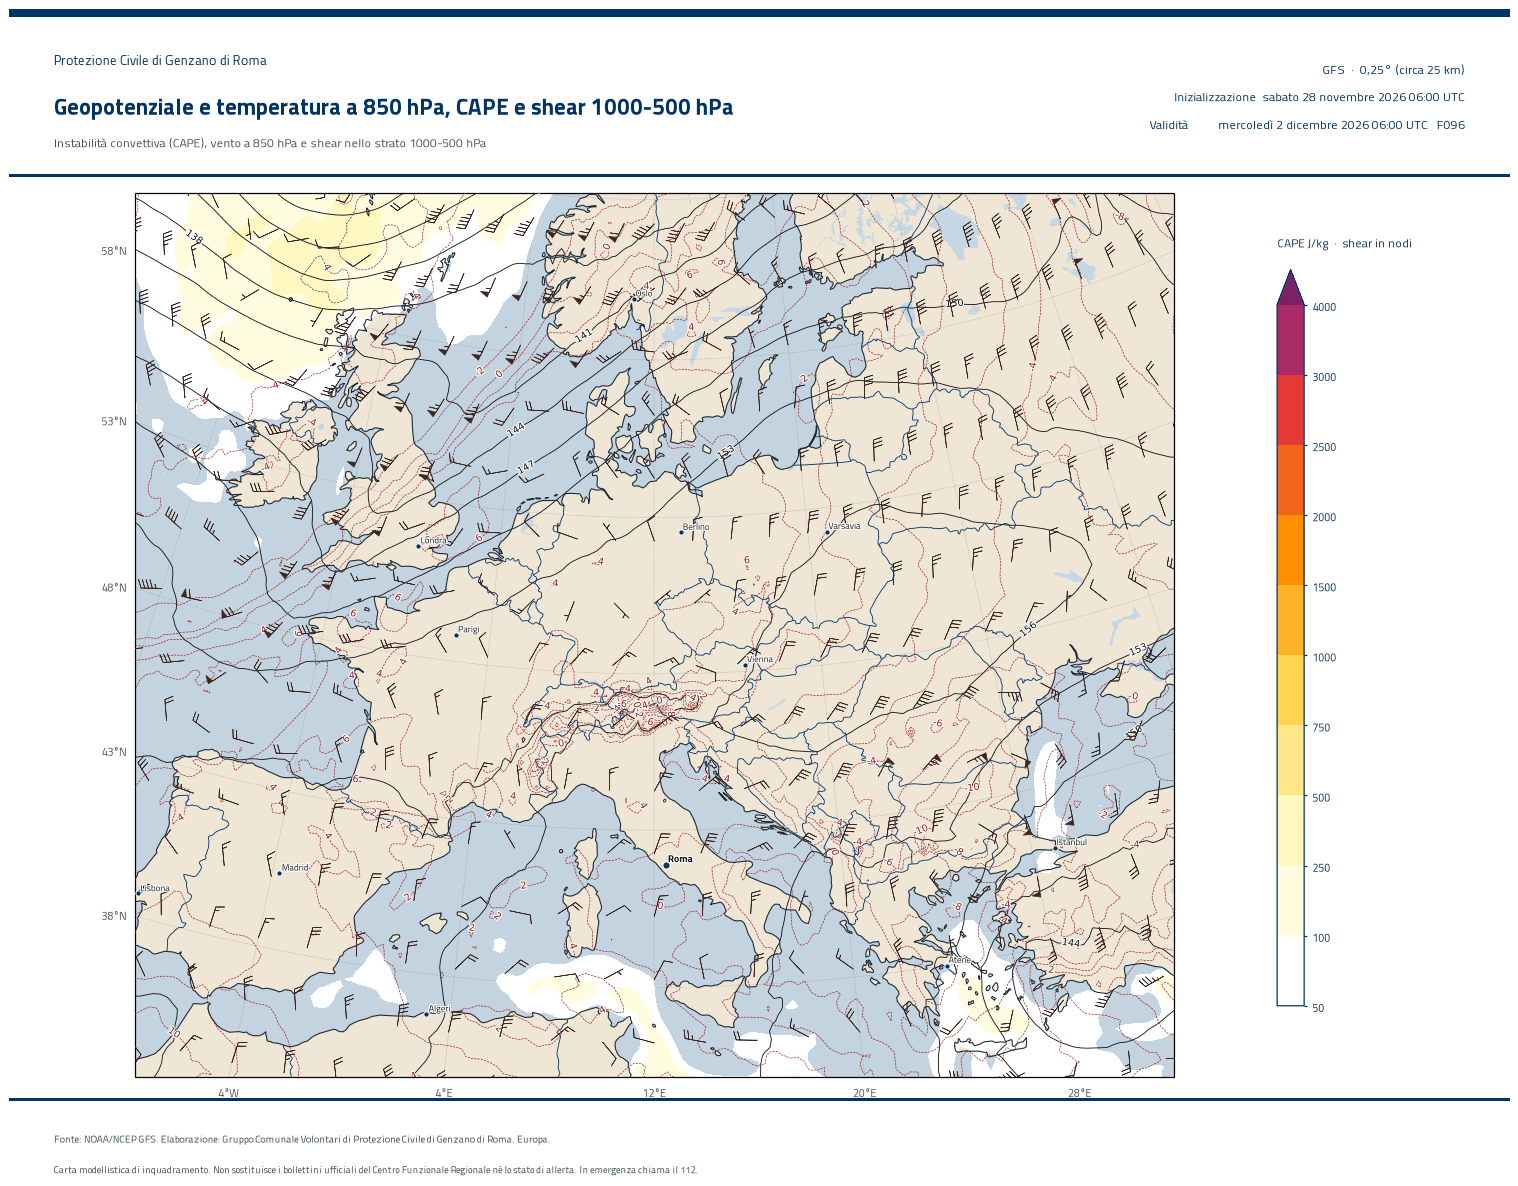 Protezione Civile di Genzano di Roma
Geopotenziale e temperatura a 850 hPa, CAPE e shear 1000-500 hPa
Instabilità convettiva (CAPE), vento a 850 hPa e shear nello strato 1000-500 hPa
GFS · 0,25° (circa 25 km)
Inizializzazione sabato 28 novembre 2026 06:00 UTC
Validità mercoledì 2 dicembre 2026 06:00 UTC F096
CAPE J/kg · shear in nodi
4000
3000
2500
2000
1500
1000
750
500
250
100
50
58°N
53°N
48°N
43°N
38°N
4°W
4°E
12°E
20°E
28°E
138
141
144
147
150
153
156
153
150
144
Oslo
Berlino
Varsavia
Londra
Parigi
Vienna
Roma
Madrid
Lisbona
Algeri
Atene
Istanbul
Fonte: NOAA/NCEP GFS. Elaborazione: Gruppo Comunale Volontari di Protezione Civile di Genzano di Roma. Europa.
Carta modellistica di inquadramento. Non sostituisce i bollettini ufficiali del Centro Funzionale Regionale né lo stato di allerta. In emergenza chiama il 112.